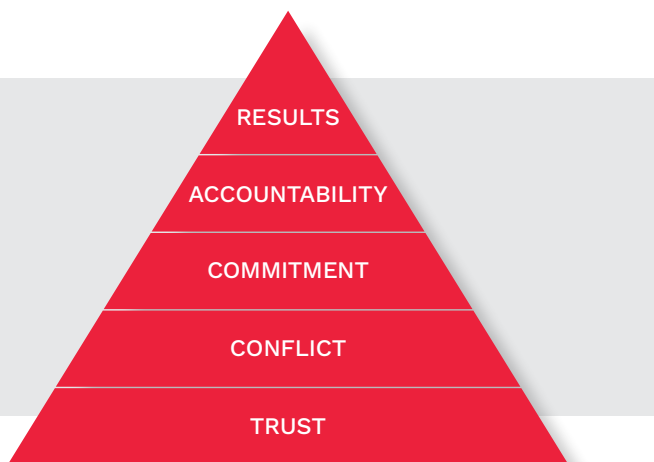 RESULTS
ACCOUNTABILITY
COMMITMENT
CONFLICT
TRUST